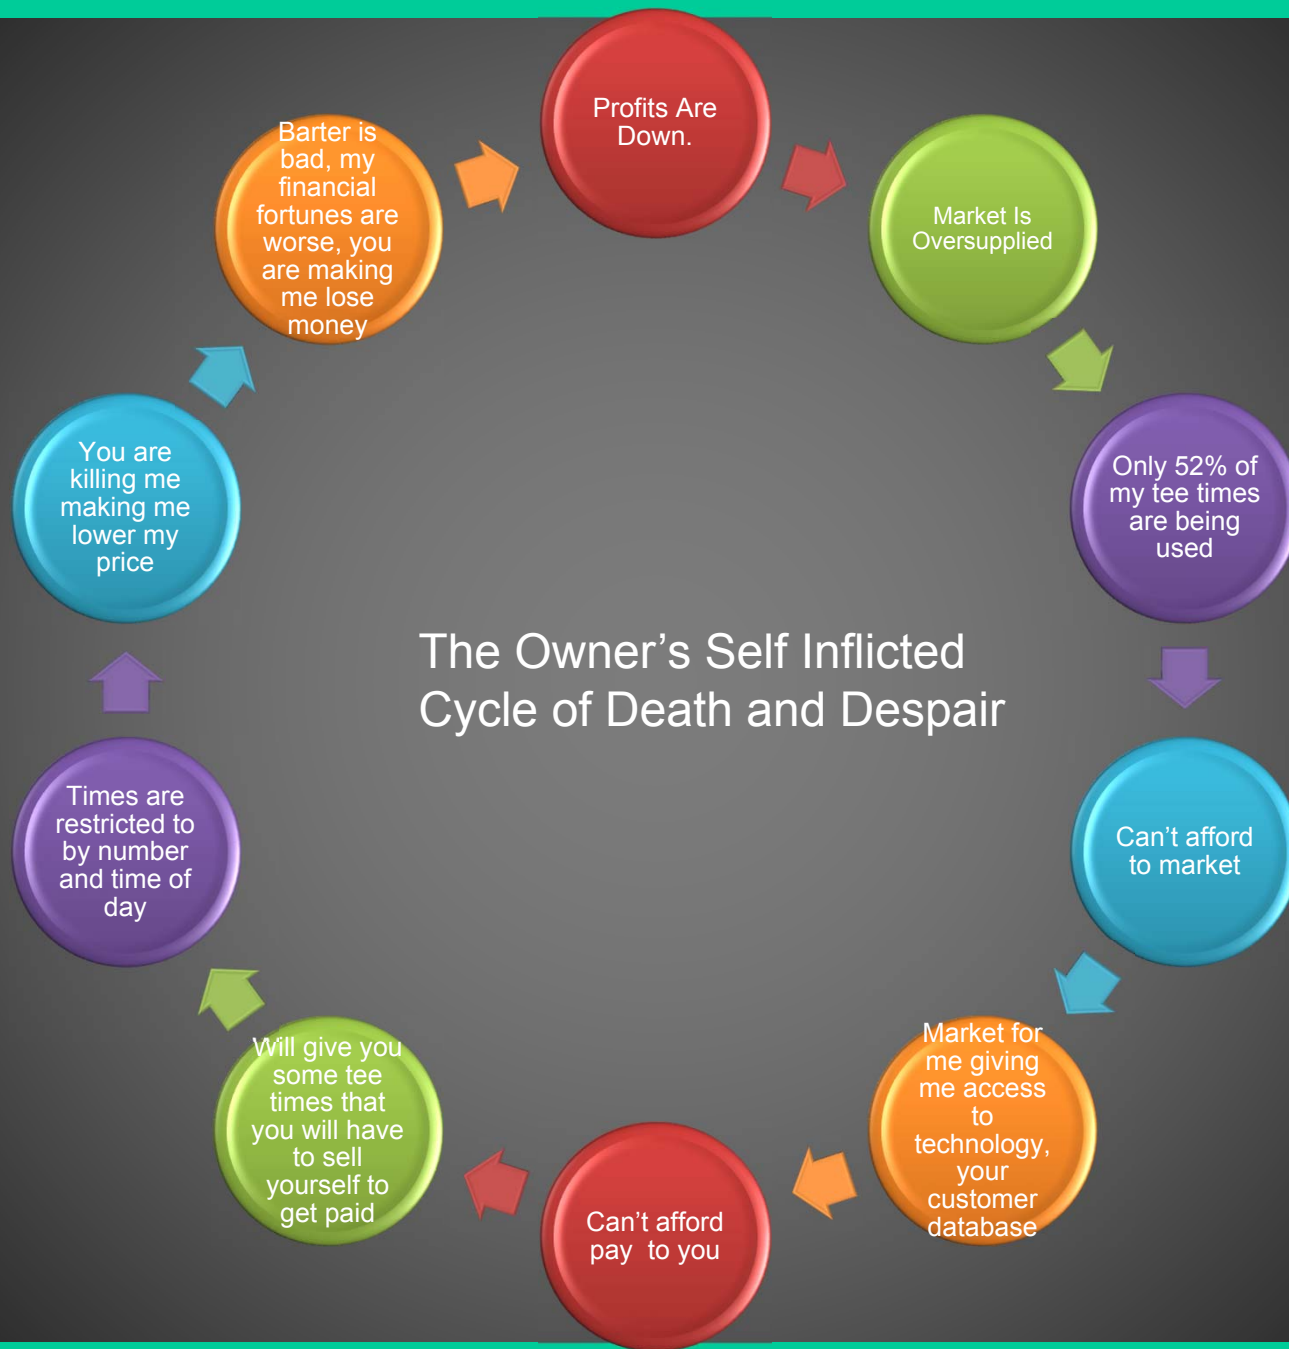 Profits Are
Down.
Market Is
Oversupplied
Only 52% of
my tee times
are being
used
Can't afford
to market
Market for
me giving
me access
to
technology,
your
customer
database
Can't afford
pay  to you
Will give you
some tee
times that
you will have
to sell
yourself to
get paid
Times are
restricted to
by number
and time of
day
You are
killing me
making me
lower my
price
Barter is
bad, my
financial
fortunes are
worse, you
are making
me lose
money
The Owner’s Self Inflicted
Cycle of Death and Despair